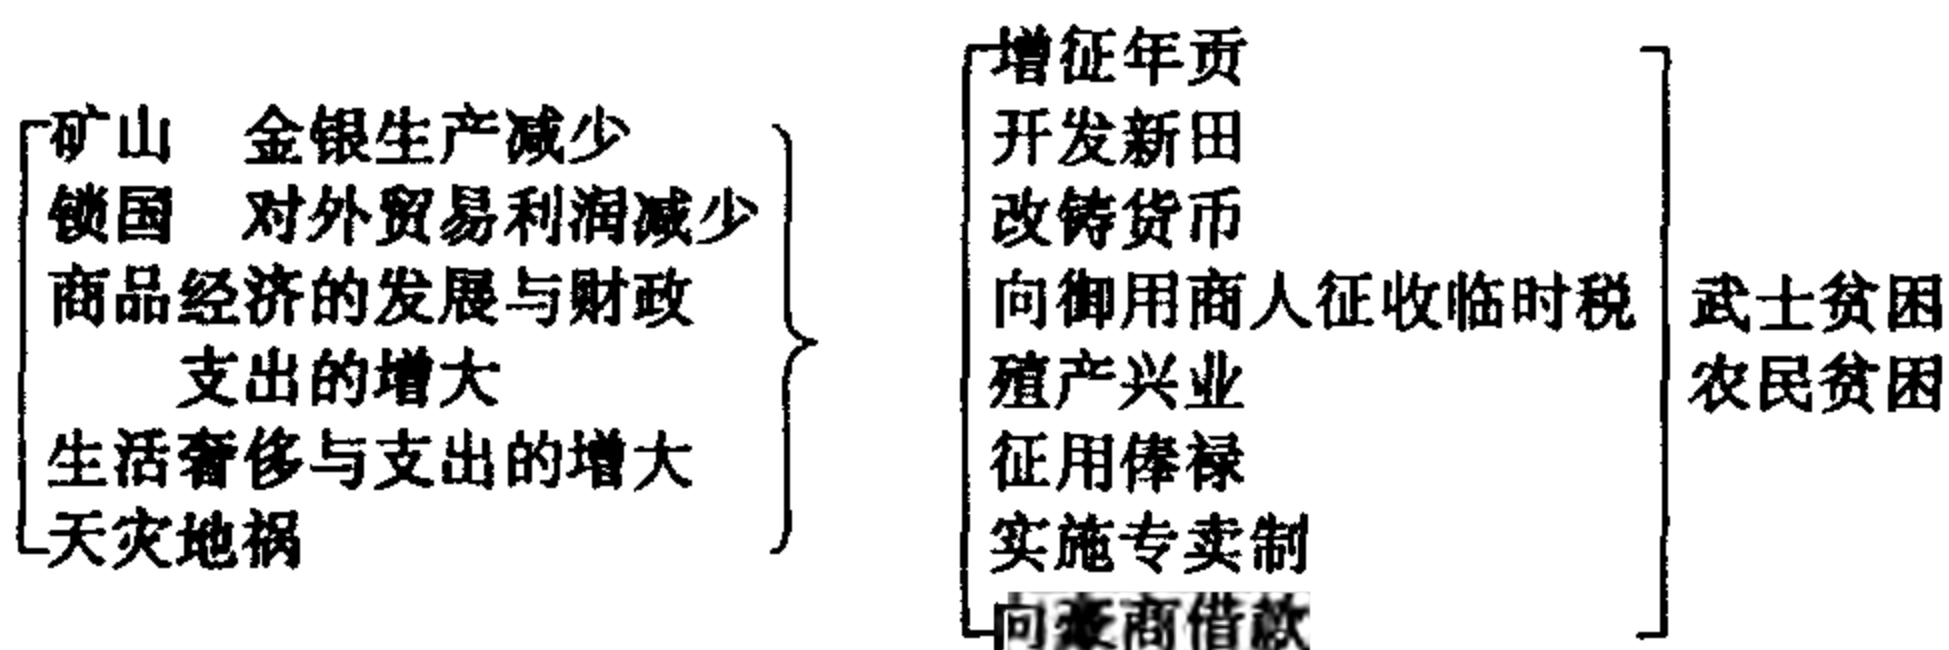 矿山 金银生产减少
锁国 对外贸易利润减少
商品经济的发展与财政
支出的增大
生活奢侈与支出的增大
天灾地祸
增征年贡
开发新田
改铸货币
向御用商人征收临时税
殖产兴业
征用俸禄
实施专卖制
向豪商借款
武士贫困
农民贫困